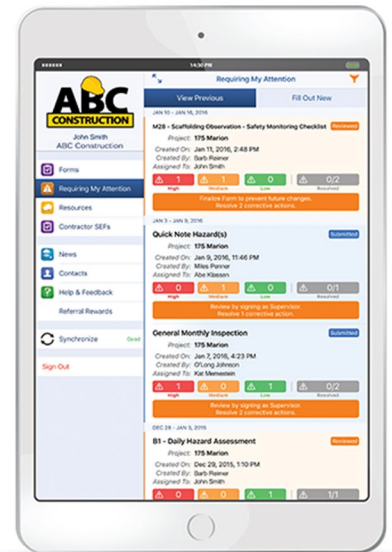 14:30 PM
ABC
CONSTRUCTION
John Smith
ABC Construction
Forms
Requiring My Attention
Resources
Contractor SEFs
News
Contacts
Help & Feedback
Referral Rewards
Synchronize Good
Sign Out
Requiring My Attention
View Previous Fill Out New
JAN 10 - JAN 16, 2016
M28 - Scaffolding Observation - Safety Monitoring Checklist Reviewed
Project: 175 Marion
Created On: Jan 11, 2016, 2:48 PM
Created By: Barb Reimer
Assigned To: John Smith
1 1 0 0/2
High Medium Low Resolved
Finalize Form to prevent future changes.
Resolve 2 corrective actions.
JAN 3 - JAN 9, 2016
Quick Note Hazard(s) Submitted
Project: 175 Marion
Created On: Jan 9, 2016, 11:46 PM
Created By: Miles Penner
Assigned To: Abe Klassen
0 1 0 0/1
High Medium Low Resolved
Review by signing as Supervisor.
Resolve 1 corrective action.
General Monthly Inspection Submitted
Project: 175 Marion
Created On: Jan 7, 2016, 4:23 PM
Created By: O'Long Johnson
Assigned To: Kat
1 0 1 0/2
High Medium Low Resolved
Review by signing as Supervisor.
Resolve 2 corrective actions.
DEC 28 - JAN 3, 2015
B1 - Daily Hazard Assessment Reviewed
Project: 175 Marion
Created On: Dec 29, 2015, 1:10 PM
Created By: Barb Reimer
Assigned To: John Smith
0 0 1 1/1